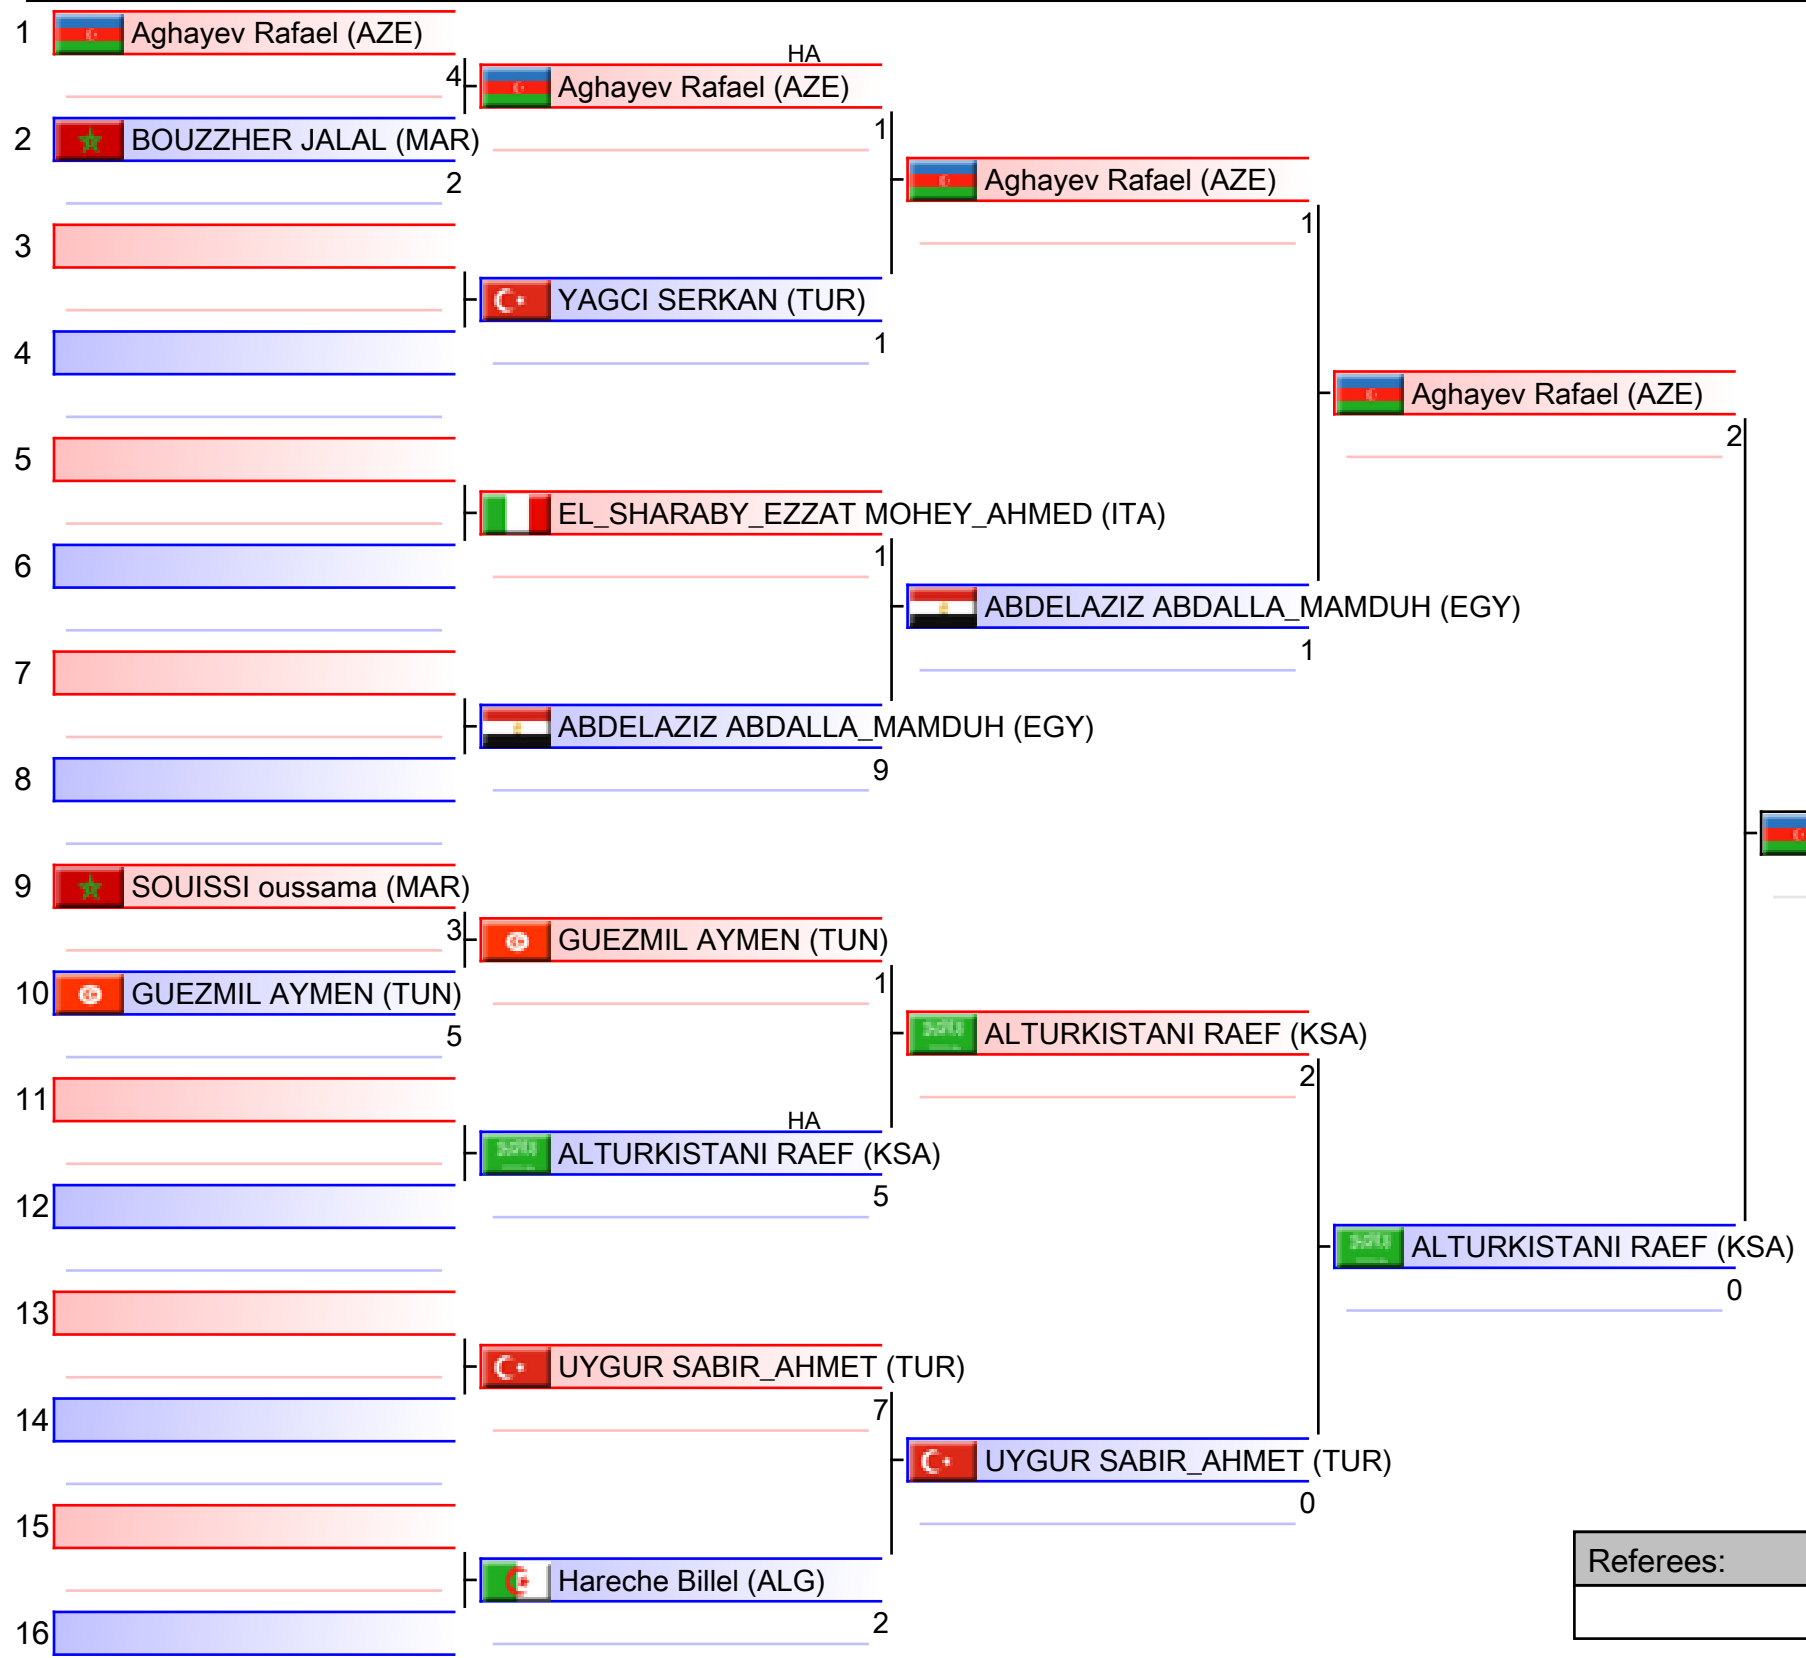 1 Aghayev Rafael (AZE)
HA
4 Aghayev Rafael (AZE)
2 BOUZZHER JALAL (MAR)
1
2
Aghayev Rafael (AZE)
3
1
YAGCI SERKAN (TUR)
4
1
Aghayev Rafael (AZE)
2
5
EL_SHARABY_EZZAT MOHEY_AHMED (ITA)
6
1
ABDELAZIZ ABDALLA_MAMDUH (EGY)
1
7
ABDELAZIZ ABDALLA_MAMDUH (EGY)
8
9
9 SOUISSI oussama (MAR)
3 GUEZMIL AYMEN (TUN)
10 GUEZMIL AYMEN (TUN)
1
5
ALTURKISTANI RAEF (KSA)
2
11
HA
ALTURKISTANI RAEF (KSA)
12
5
ALTURKISTANI RAEF (KSA)
0
13
UYGUR SABIR_AHMET (TUR)
14
7
UYGUR SABIR_AHMET (TUR)
0
15
Referees:
Hareche Billel (ALG)
16
2